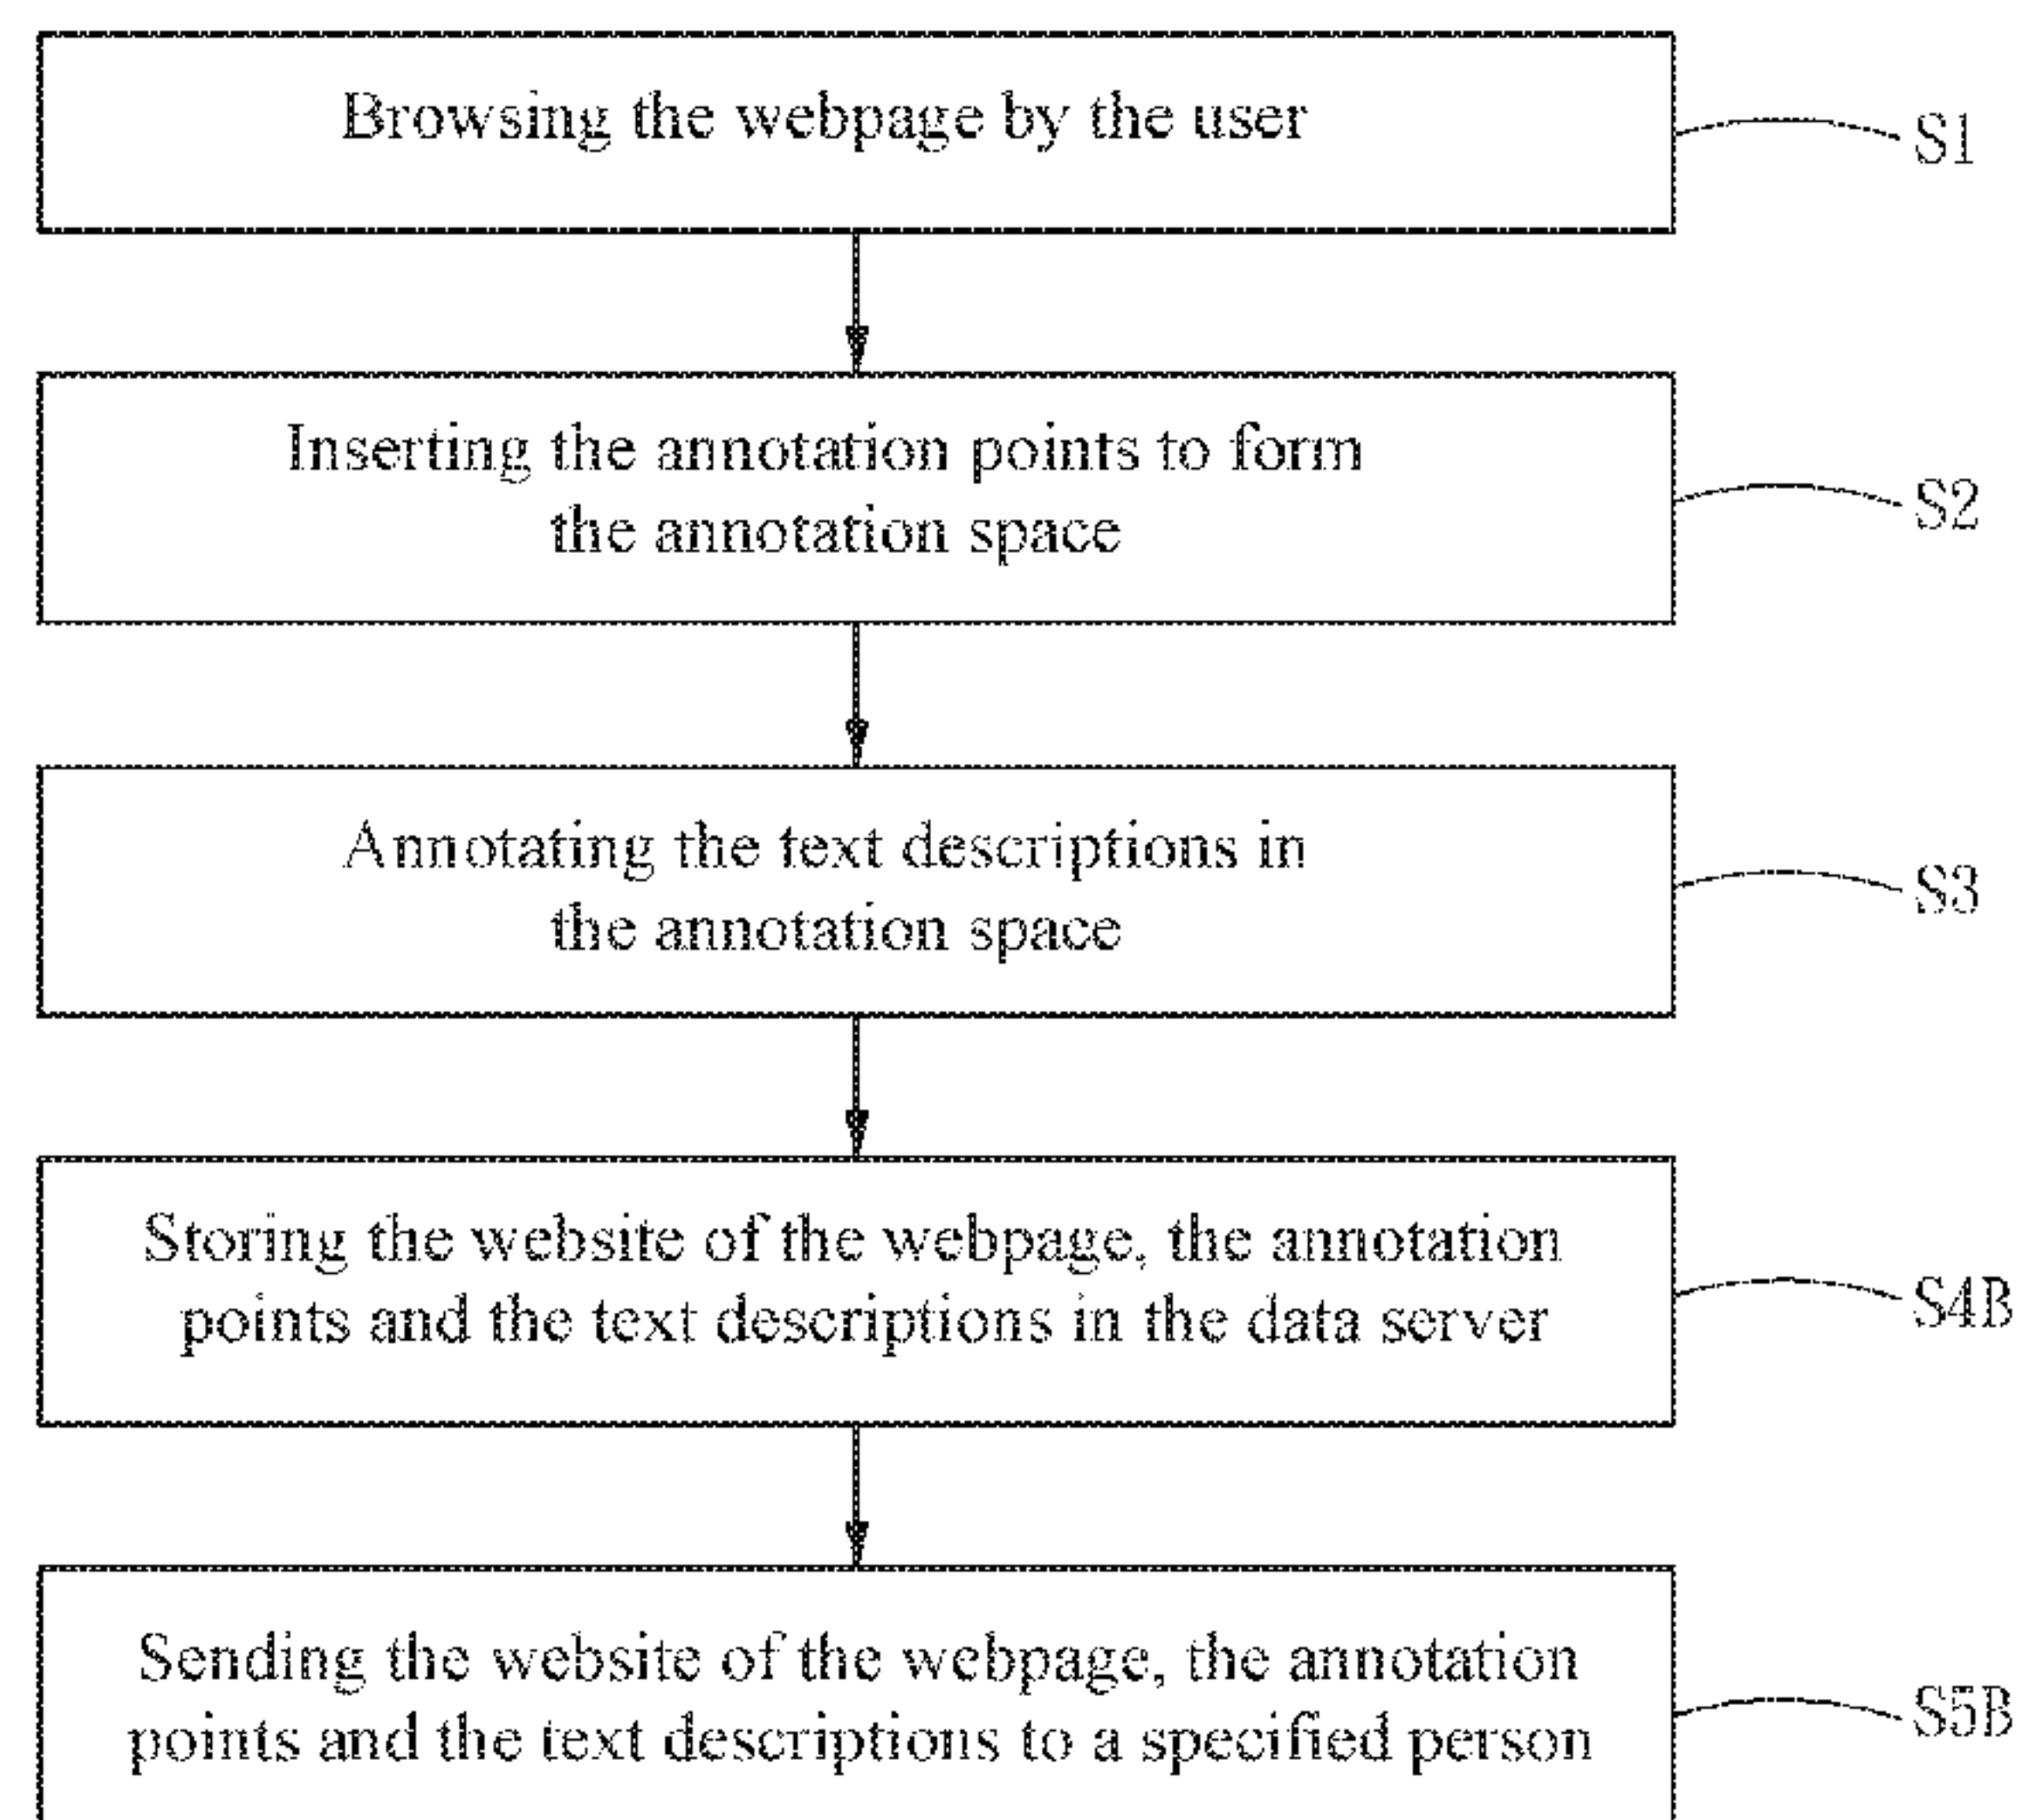 Browsing the webpage by the user
S1
Inserting the annotation points to form
the annotation space
S2
Annotating the text descriptions in
the annotation space
S3
Storing the website of the webpage, the annotation
points and the text descriptions in the data server
S4B
Sending the website of the webpage, the annotation
points and the text descriptions to a specified person
S5B